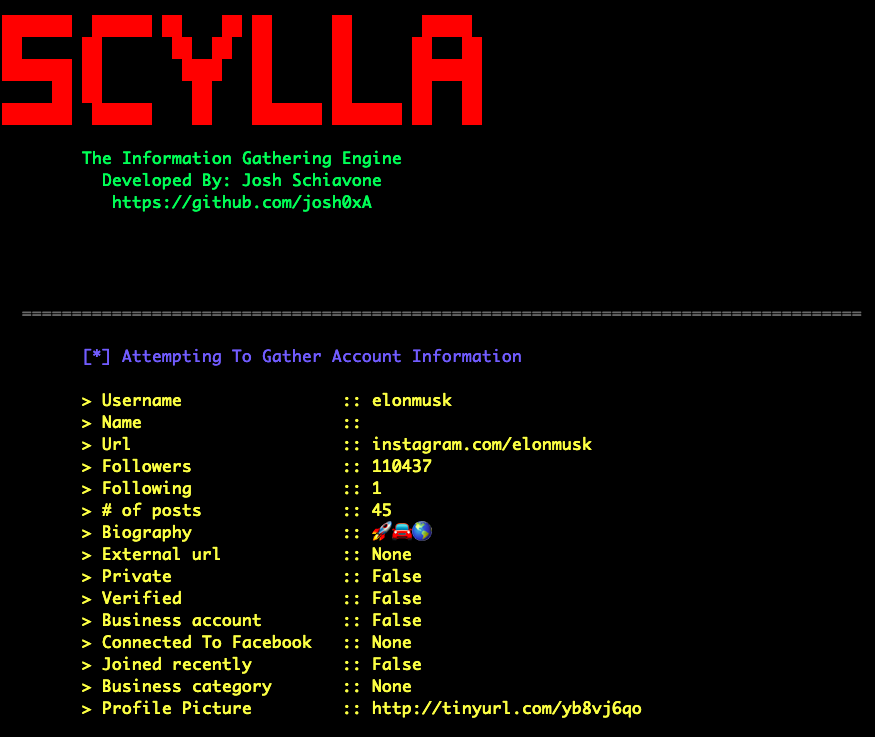 SCYLLA
The Information Gathering Engine
Developed By: Josh Schiavone
https://github.com/josh0xA
====================================================================================
[*] Attempting To Gather Account Information
> Username :: elonmusk
> Name ::
> Url :: instagram.com/elonmusk
> Followers :: 110437
> Following :: 1
> # of posts :: 45
> Biography :: 🚀🚘🌎
> External url :: None
> Private :: False
> Verified :: False
> Business account :: False
> Connected To Facebook :: None
> Joined recently :: False
> Business category :: None
> Profile Picture :: http://tinyurl.com/yb8vj6qo